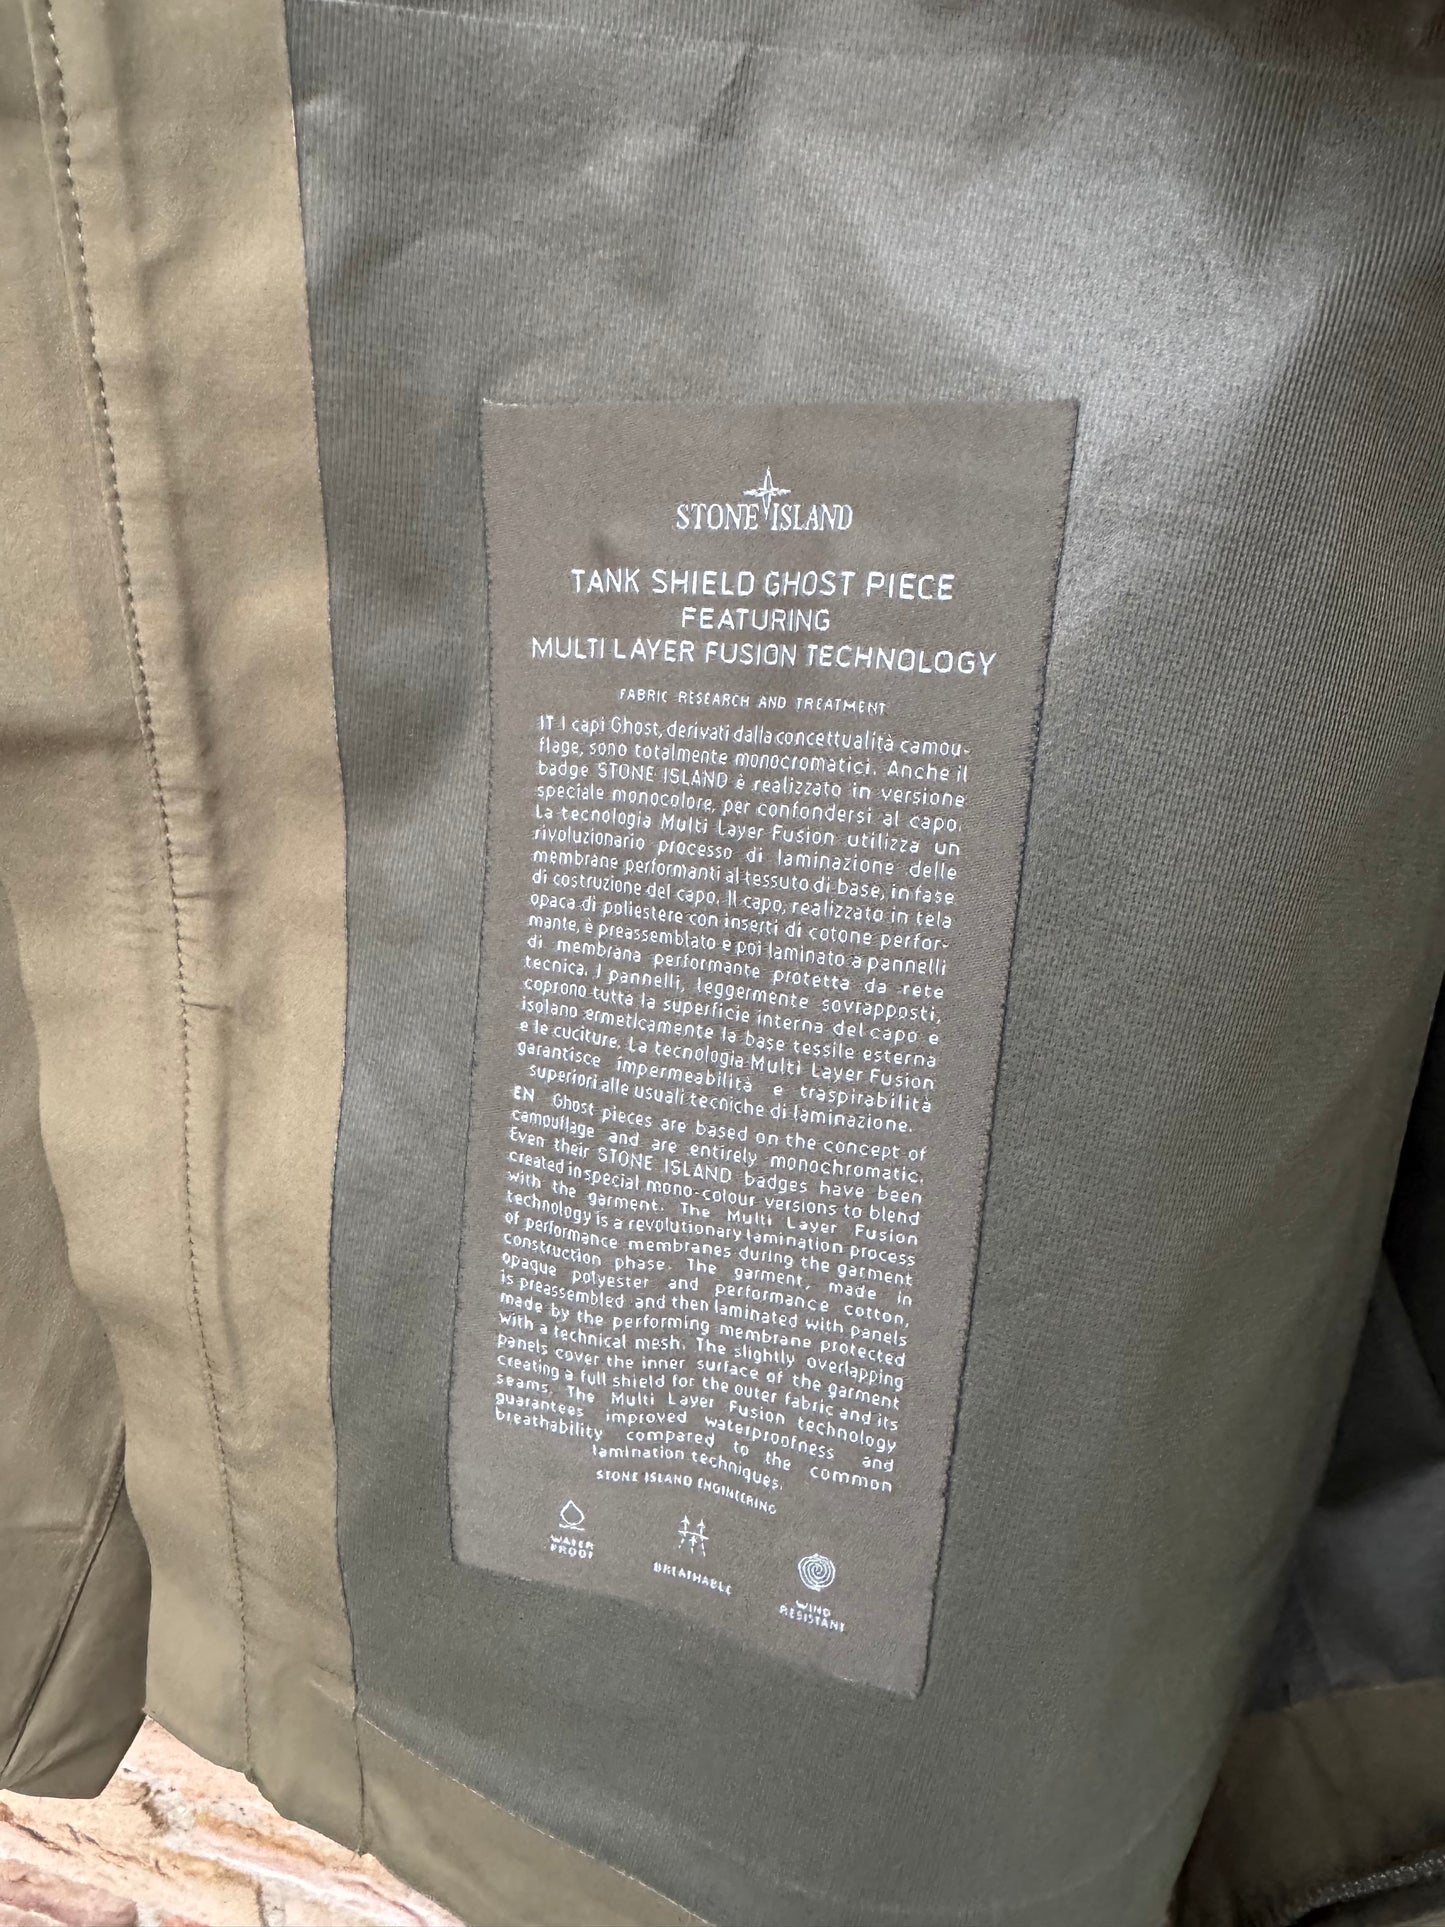 STONE ISLAND
TANK SHIELD GHOST PIECE
FEATURING
MULTI LAYER FUSION TECHNOLOGY
FABRIC RESEARCH AND TREATMENT
IT I capi Ghost, derivati dalla concettualità camou-
flage, sono totalmente monocromatici. Anche il
badge STONE ISLAND è realizzato in versione
speciale monocolore, per confondersi al capo.
La tecnologia Multi Layer Fusion utilizza un
rivoluzionario processo di laminazione delle
membrane performanti al tessuto di base, in fase
di costruzione del capo. Il capo, realizzato in tela
opaca di poliestere con inserti di cotone perfor-
mante, è preassemblato e poi laminato a pannelli
di membrana performante protetta da rete
tecnica. I pannelli, leggermente sovrapposti,
coprono tutta la superficie interna del capo e
isolano ermeticamente la base tessile esterna
e le cuciture. La tecnologia Multi Layer Fusion
garantisce impermeabilità e traspirabilità
superiori alle usuali tecniche di laminazione.
EN Ghost pieces are based on the concept of
camouflage and are entirely monochromatic.
Even their STONE ISLAND badges have been
created in special mono-colour versions to blend
with the garment. The Multi Layer Fusion
technology is a revolutionary lamination process
of performance membranes during the garment
construction phase. The garment, made in
opaque polyester and performance cotton,
is preassembled and then laminated with panels
made by the performing membrane protected
with a technical mesh. The slightly overlapping
panels cover the inner surface of the garment
creating a full shield for the outer fabric and its
seams. The Multi Layer Fusion technology
guarantees improved waterproofness and
breathability compared to the common
lamination techniques.
STONE ISLAND ENGINEERING
WATER
PROOF
BREATHABLE
WIND
RESISTANT